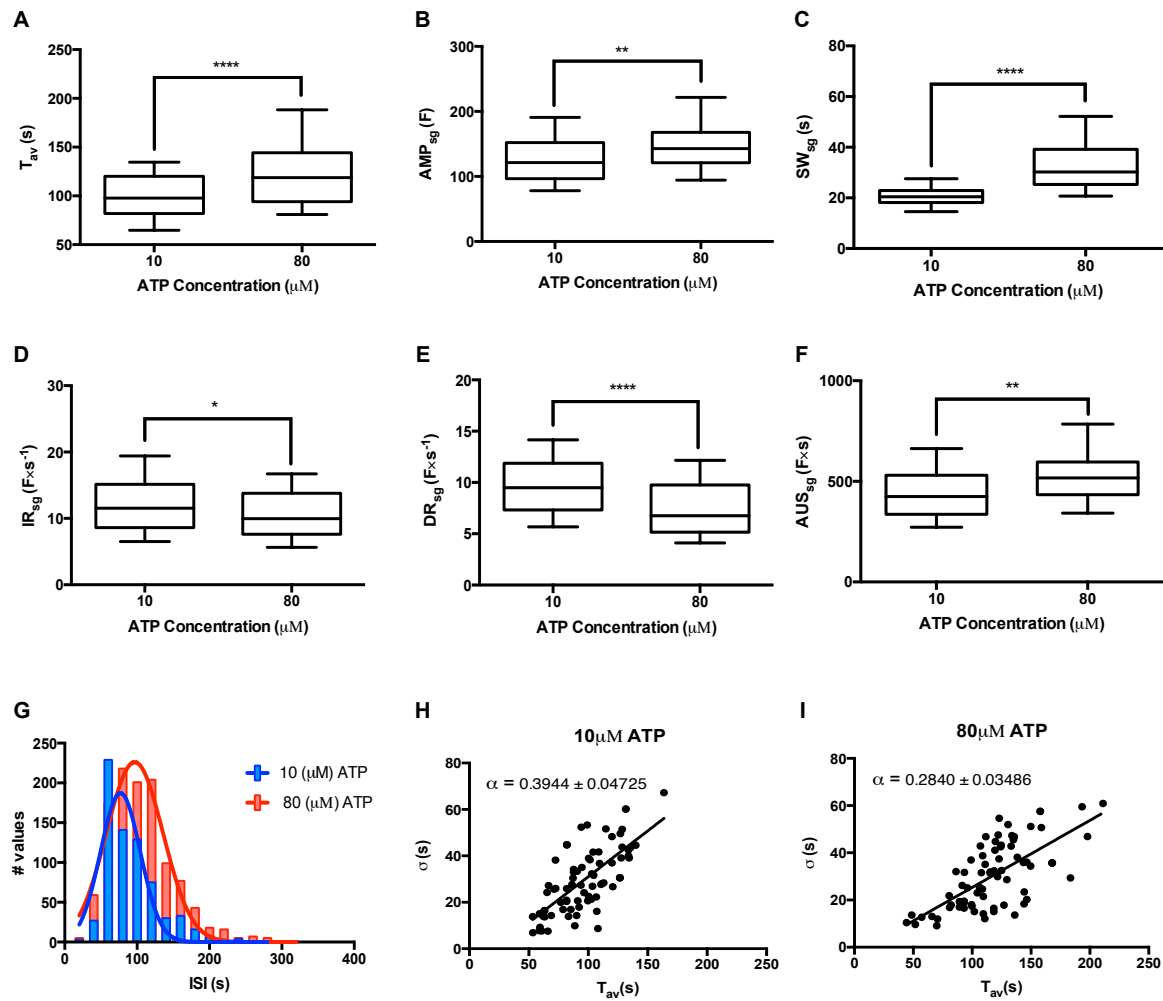 A
250
200
150
100
50
T_av (s)
****
10
80
ATP Concentration (μM)
B
300
200
100
0
AMP_sg (F)
**
10
80
ATP Concentration (μM)
C
80
60
40
20
0
SW_sg (s)
****
10
80
ATP Concentration (μM)
D
30
20
10
0
IR_sg (F×s⁻¹)
*
10
80
ATP Concentration (μM)
E
20
15
10
5
0
DR_sg (F×s⁻¹)
****
10
80
ATP Concentration (μM)
F
1000
500
0
AUS_sg (F×s)
**
10
80
ATP Concentration (μM)
G
250
200
150
100
50
0
# values
10 (μM) ATP
80 (μM) ATP
0
100
200
300
400
ISI (s)
H
10μM ATP
α = 0.3944 ± 0.04725
80
60
40
20
0
σ (s)
0
50
100
150
200
250
T_av(s)
I
80μM ATP
α = 0.2840 ± 0.03486
80
60
40
20
0
σ (s)
0
50
100
150
200
250
T_av(s)